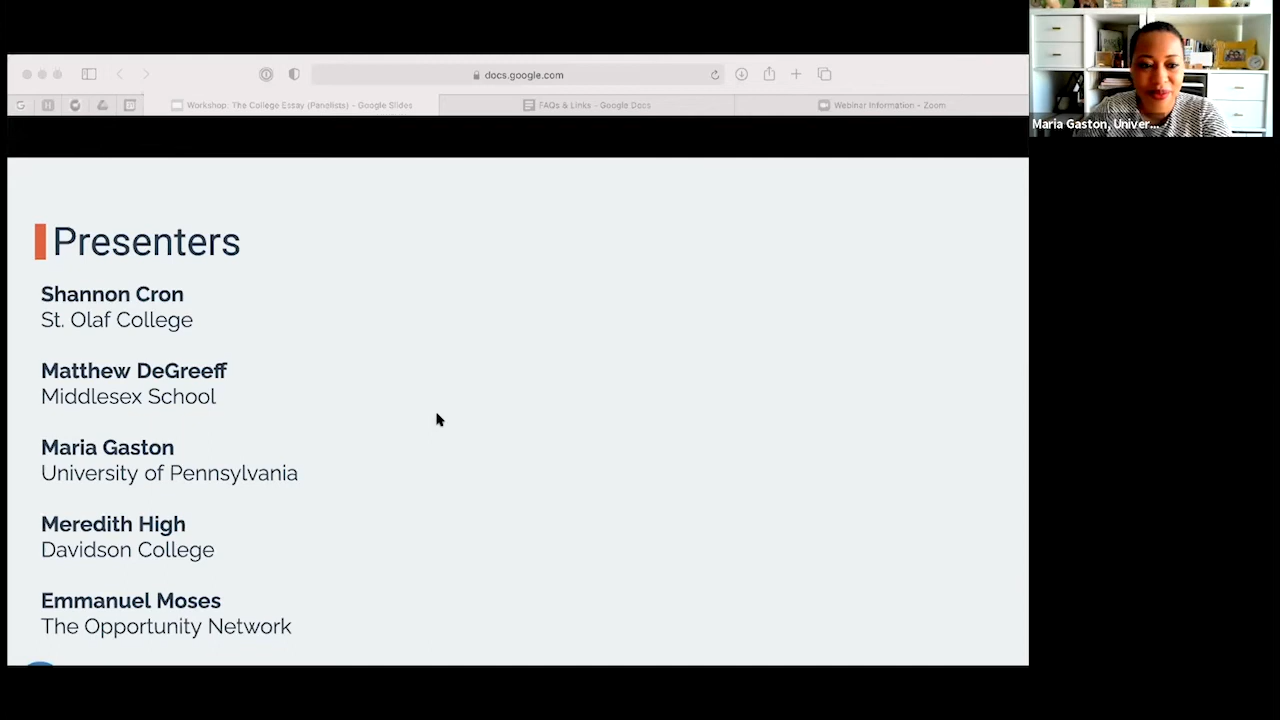 docs.google.com
Workshop: The College Essay (Panelists) - Google Slides
FAQs & Links - Google Docs
Webinar Information - Zoom
Maria Gaston, Univer...
Presenters
Shannon Cron
St. Olaf College
Matthew DeGreeff
Middlesex School
Maria Gaston
University of Pennsylvania
Meredith High
Davidson College
Emmanuel Moses
The Opportunity Network